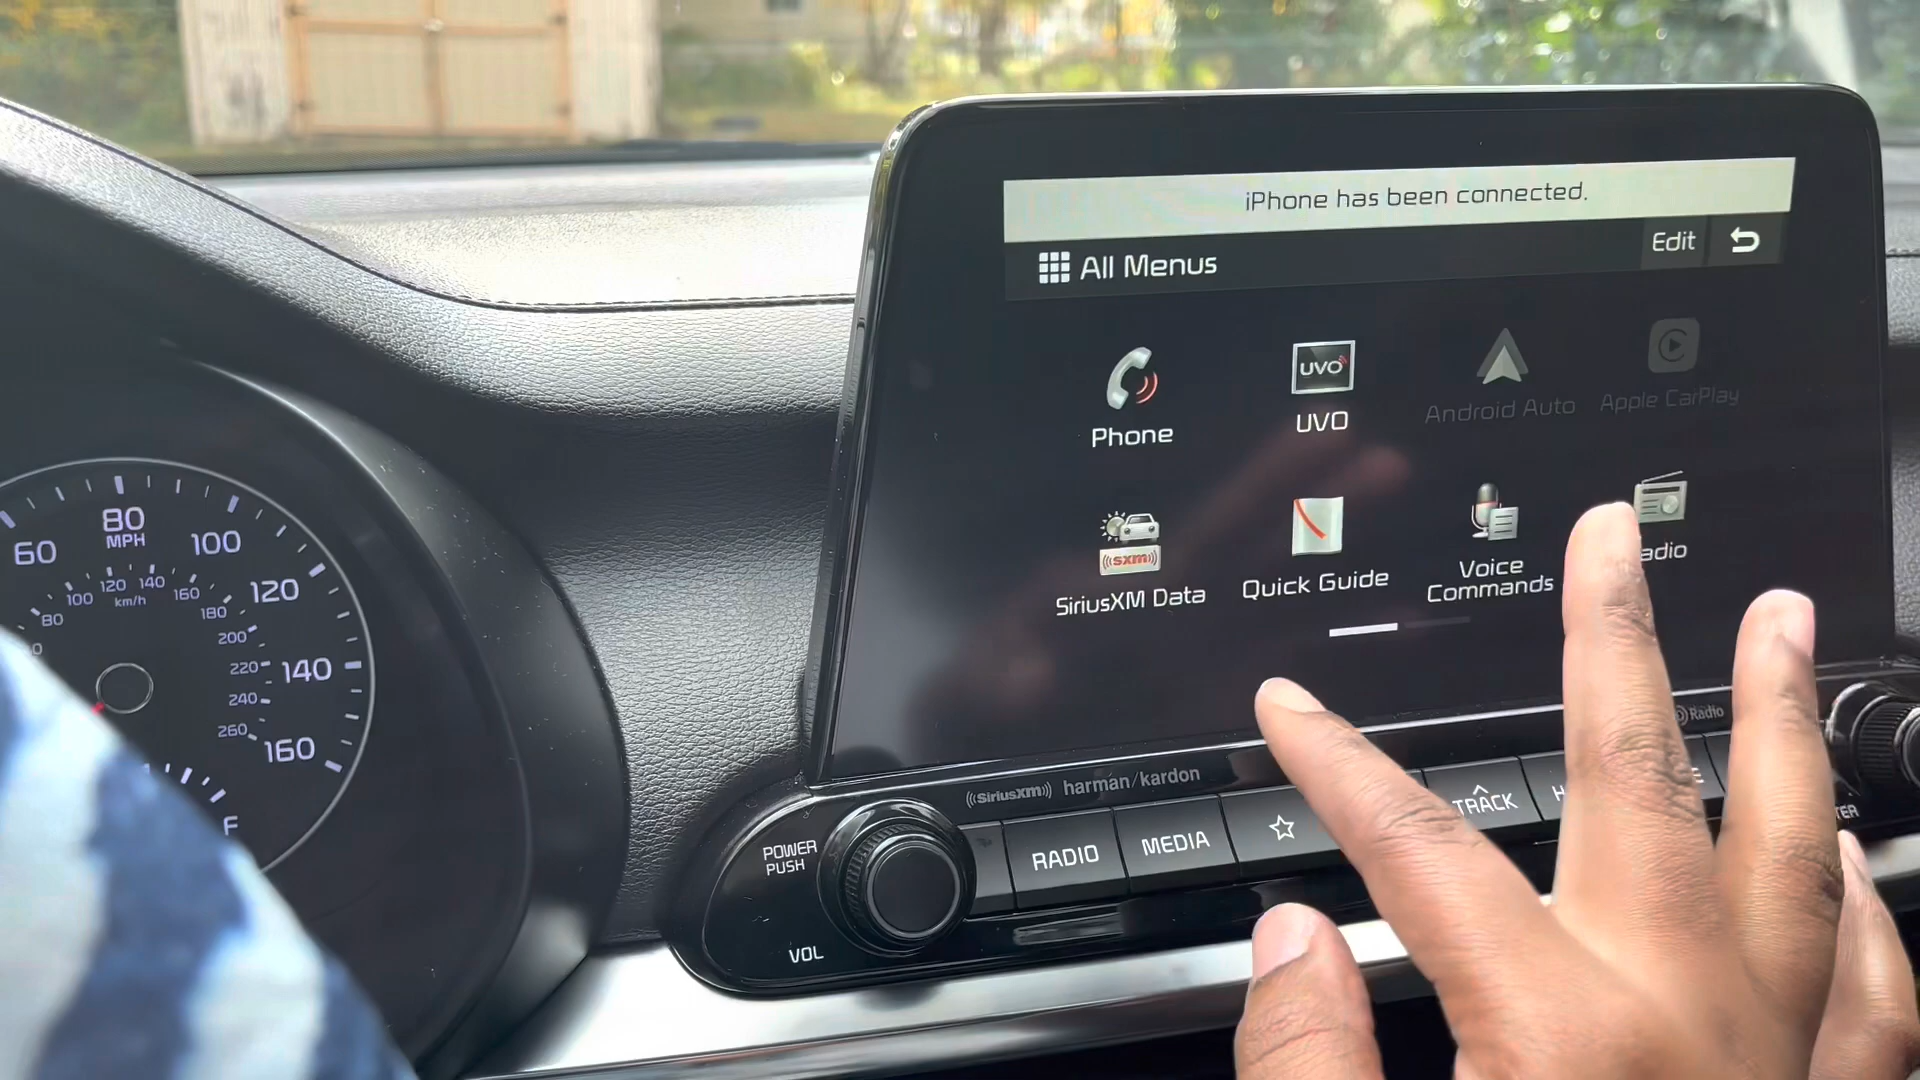 iPhone has been connected.
All Menus
Edit
Phone
UVO
UVO
Android Auto
Apple CarPlay
sxm
SiriusXM Data
Quick Guide
Voice
Commands
adio
Radio
((SiriusXM))
harman/kardon
POWER
PUSH
VOL
RADIO
MEDIA
TRACK
H
E
TER
60
80
MPH
100
120
140
160
80
100
120
140
160
180
200
220
240
260
km/h
F